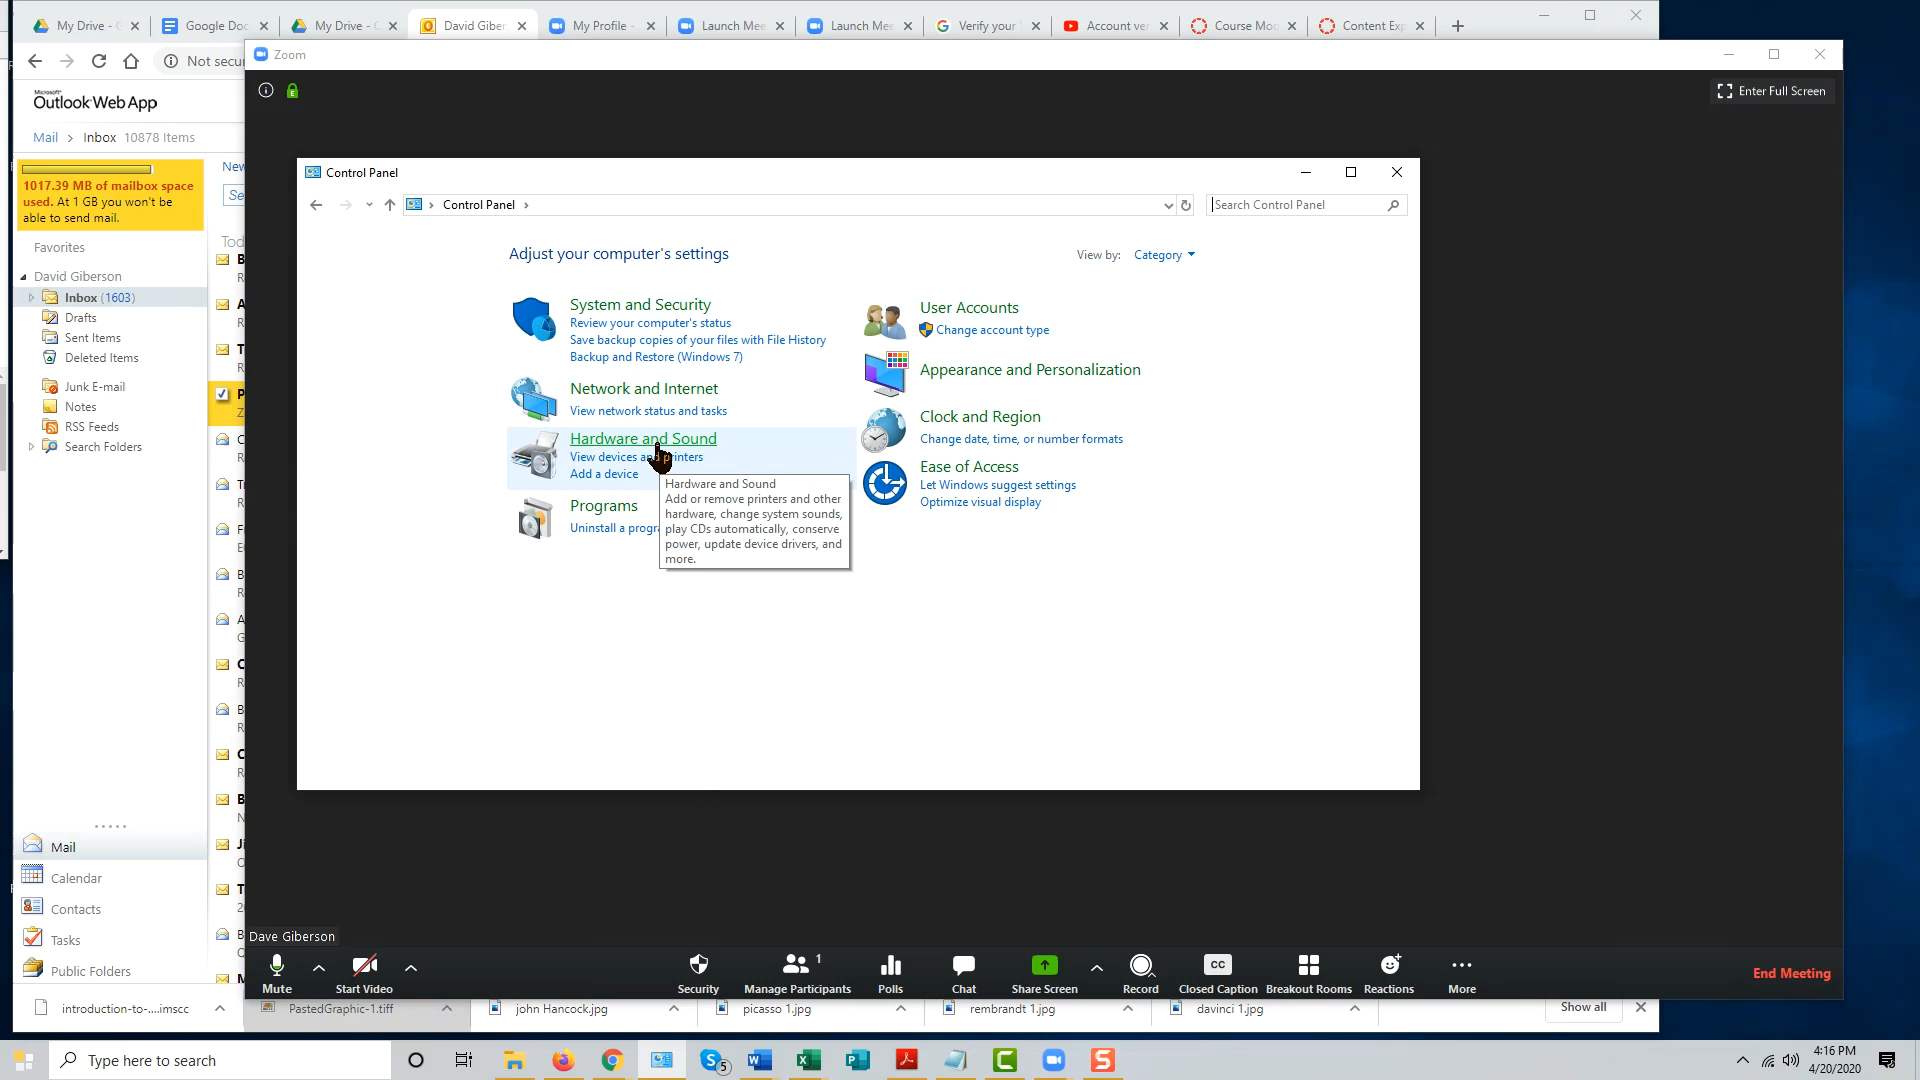 My Drive - G
Google Doc
My Drive - G
David Giber
My Profile -
Launch Mee
Launch Mee
Verify your
Account ver
Course Mod
Content Exp
Not secu
Zoom
Enter Full Screen
Microsoft
Outlook Web App
Mail > Inbox 10878 Items
1017.39 MB of mailbox space
used. At 1 GB you won't be
able to send mail.
New
Se
Favorites
Tod
David Giberson
Inbox (1603)
Drafts
Sent Items
Deleted Items
Junk E-mail
Notes
RSS Feeds
Search Folders
Mail
Calendar
Contacts
Tasks
Public Folders
Control Panel
Control Panel
Search Control Panel
Adjust your computer's settings
View by: Category
System and Security
Review your computer's status
Save backup copies of your files with File History
Backup and Restore (Windows 7)
Network and Internet
View network status and tasks
Hardware and Sound
View devices and printers
Add a device
Programs
Uninstall a progra
Hardware and Sound
Add or remove printers and other
hardware, change system sounds,
play CDs automatically, conserve
power, update device drivers, and
more.
User Accounts
Change account type
Appearance and Personalization
Clock and Region
Change date, time, or number formats
Ease of Access
Let Windows suggest settings
Optimize visual display
Dave Giberson
Mute
Start Video
Security
Manage Participants
1
Polls
Chat
Share Screen
Record
CC
Closed Caption
Breakout Rooms
Reactions
More
End Meeting
introduction-to-....imscc
PastedGraphic-1.tiff
john Hancock.jpg
picasso 1.jpg
rembrandt 1.jpg
davinci 1.jpg
Show all
Type here to search
5
4:16 PM
4/20/2020